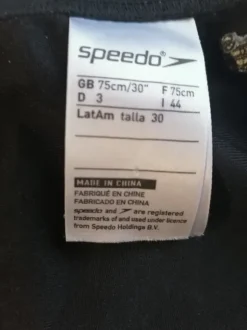 speedo®
GB 75cm/30" F 75cm
D 3 I 44
LatAm talla 30
MADE IN CHINA
FABRIQUÉ EN CHINE
FABRICADO EN CHINA
speedo and are registered
trademarks of and used under licence
from Speedo Holdings B.V.